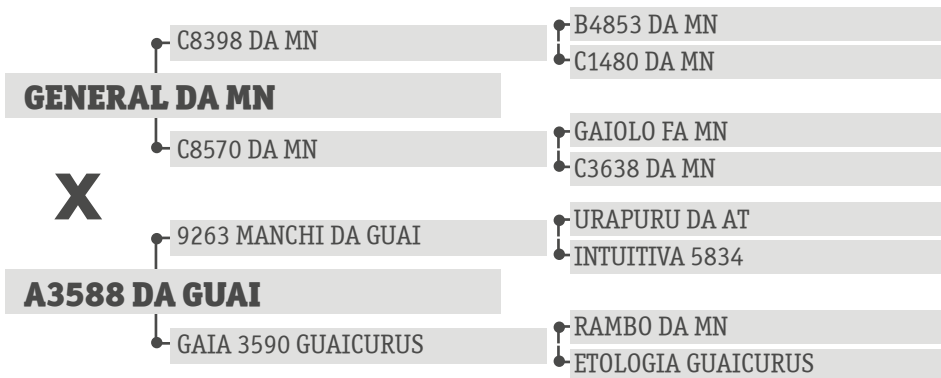 B4853 DA MN
C8398 DA MN
C1480 DA MN
GENERAL DA MN
GAIOLO FA MN
C8570 DA MN
C3638 DA MN
X
URAPURU DA AT
9263 MANCHI DA GUAI
INTUITIVA 5834
A3588 DA GUAI
RAMBO DA MN
GAIA 3590 GUAICURUS
ETOLOGIA GUAICURUS